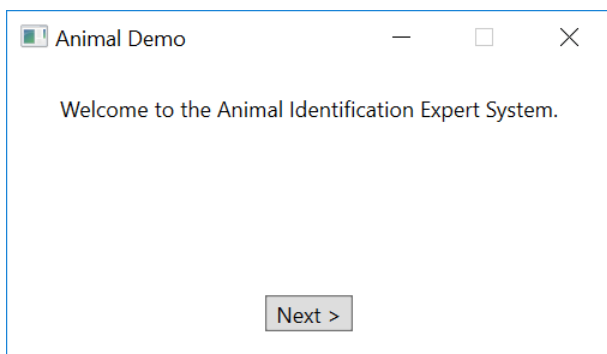 Animal Demo
Welcome to the Animal Identification Expert System.
Next >